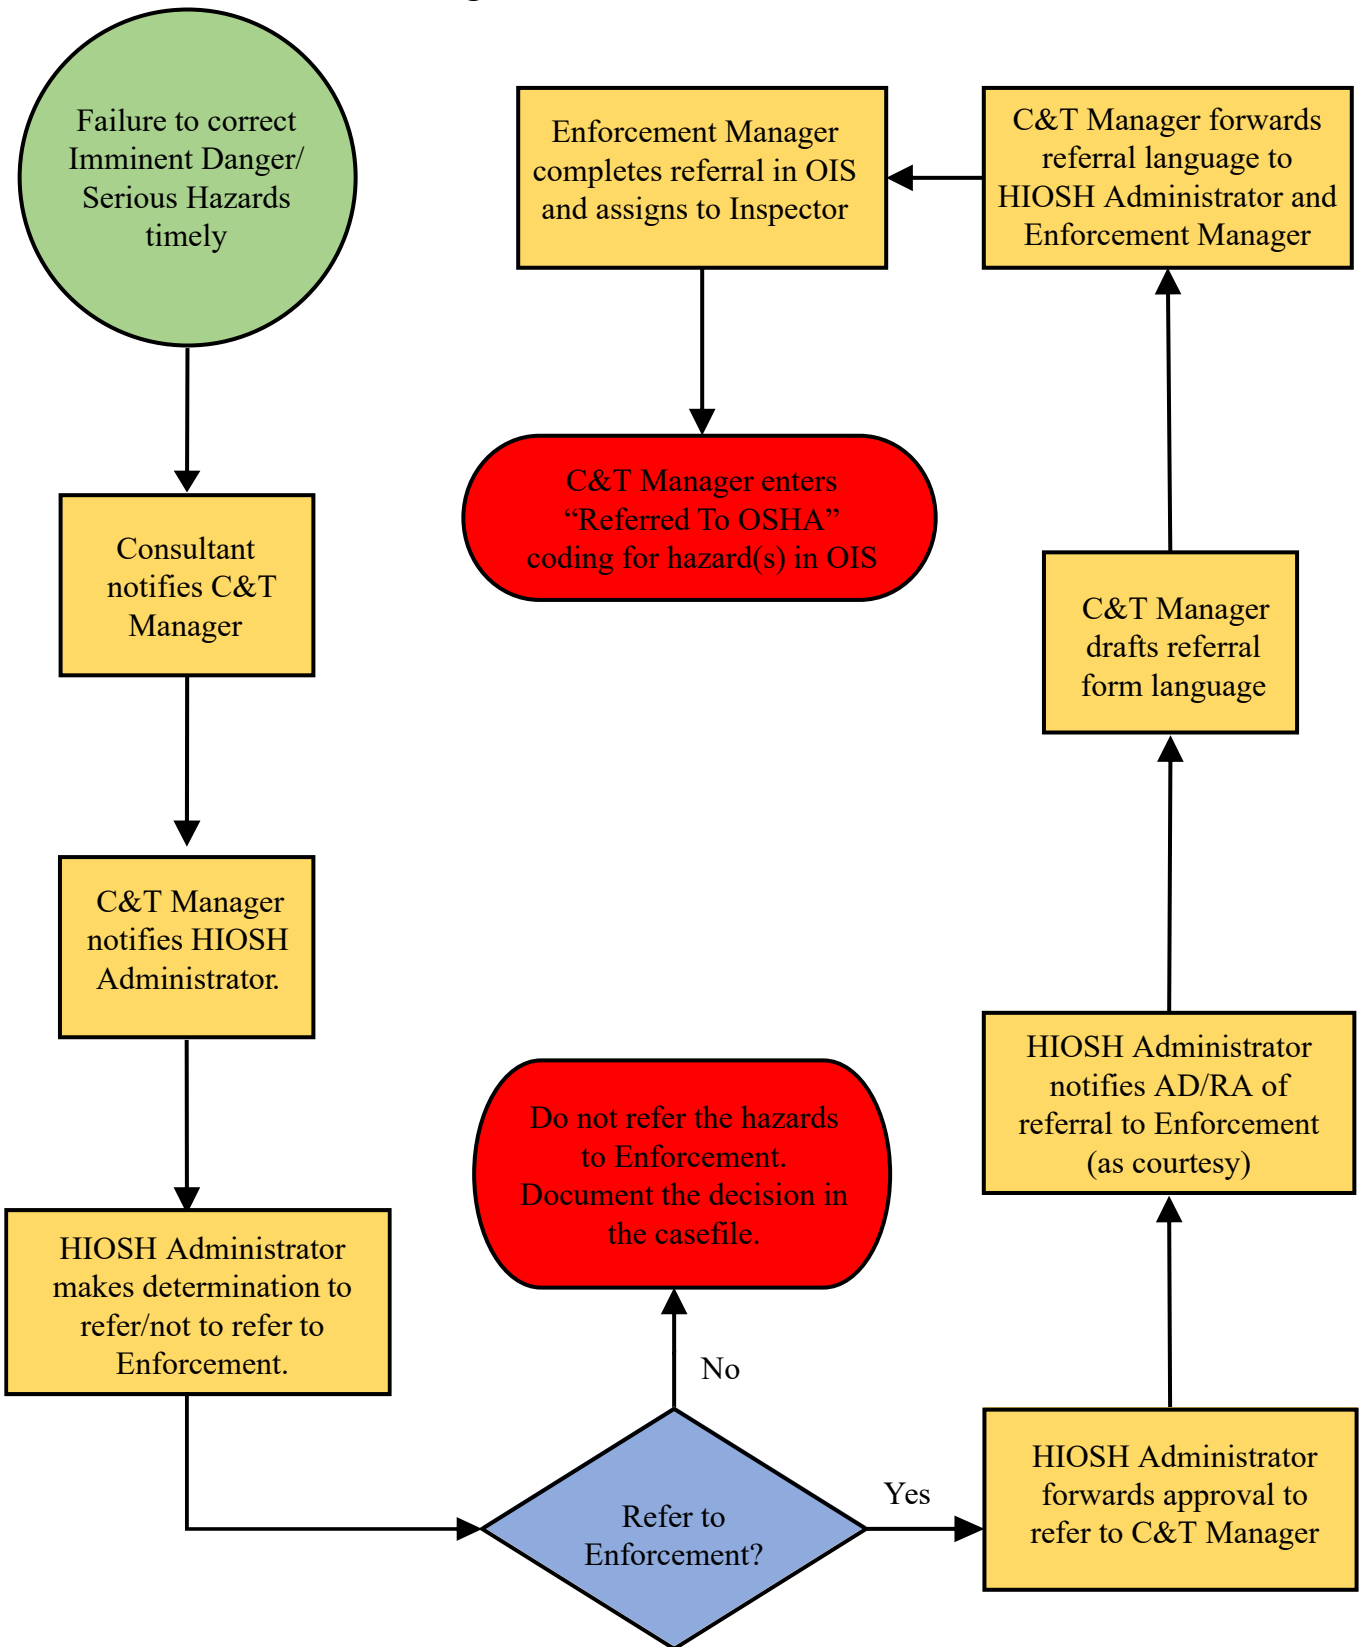 Failure to correct
Imminent Danger/
Serious Hazards
timely
Consultant
notifies C&T
Manager
C&T Manager
notifies HIOSH
Administrator.
HIOSH Administrator
makes determination to
refer/not to refer to
Enforcement.
Refer to
Enforcement?
No
Do not refer the hazards
to Enforcement.
Document the decision in
the casefile.
Yes
HIOSH Administrator
forwards approval to
refer to C&T Manager
HIOSH Administrator
notifies AD/RA of
referral to Enforcement
(as courtesy)
C&T Manager
drafts referral
form language
C&T Manager forwards
referral language to
HIOSH Administrator and
Enforcement Manager
Enforcement Manager
completes referral in OIS
and assigns to Inspector
C&T Manager enters
“Referred To OSHA”
coding for hazard(s) in OIS